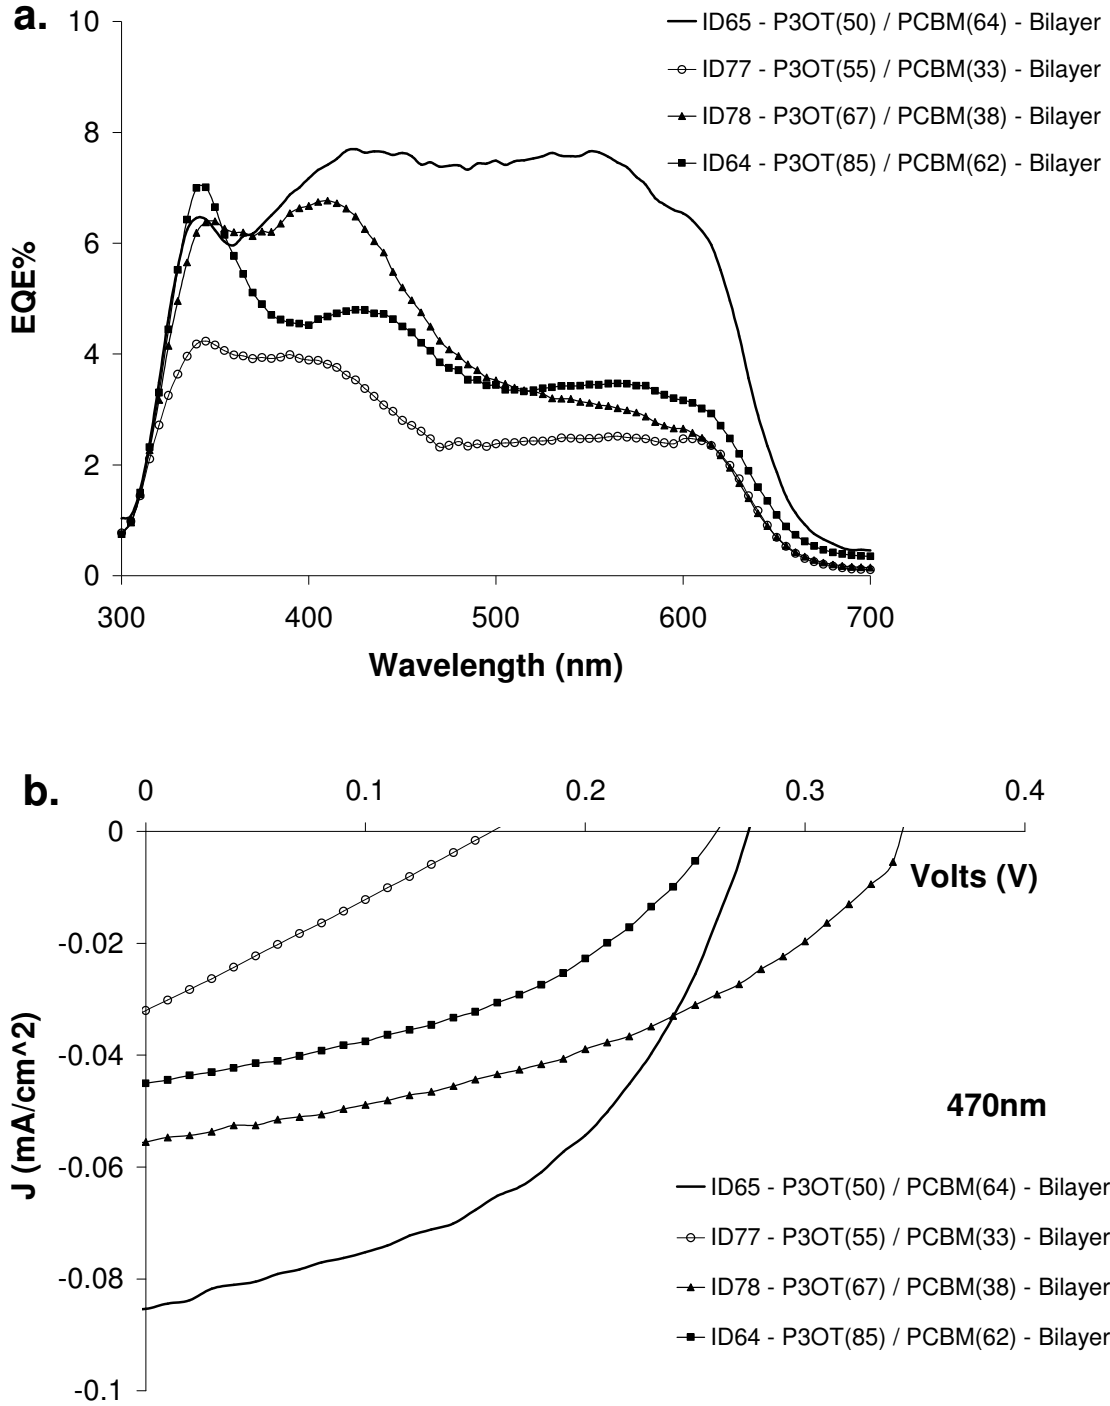 a.
10
8
6
4
2
0
EQE%
300 400 500 600 700
Wavelength (nm)
ID65 - P3OT(50) / PCBM(64) - Bilayer
ID77 - P3OT(55) / PCBM(33) - Bilayer
ID78 - P3OT(67) / PCBM(38) - Bilayer
ID64 - P3OT(85) / PCBM(62) - Bilayer
b.
0 0.1 0.2 0.3 0.4
0
-0.02
-0.04
-0.06
-0.08
-0.1
J (mA/cm^2)
Volts (V)
470nm
ID65 - P3OT(50) / PCBM(64) - Bilayer
ID77 - P3OT(55) / PCBM(33) - Bilayer
ID78 - P3OT(67) / PCBM(38) - Bilayer
ID64 - P3OT(85) / PCBM(62) - Bilayer